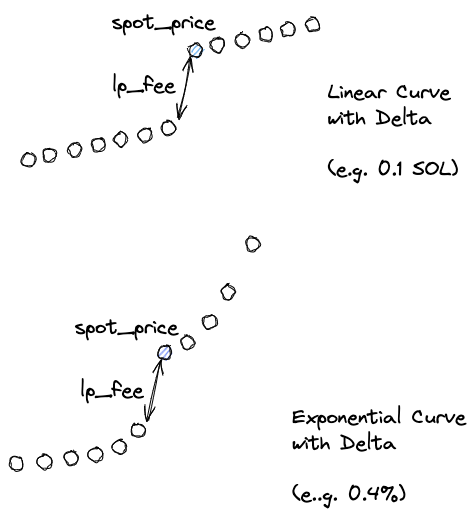 spot_price
lp_fee
Linear Curve
with Delta
(e.g. 0.1 SOL)
spot_price
lp_fee
Exponential Curve
with Delta
(e..g. 0.4%)